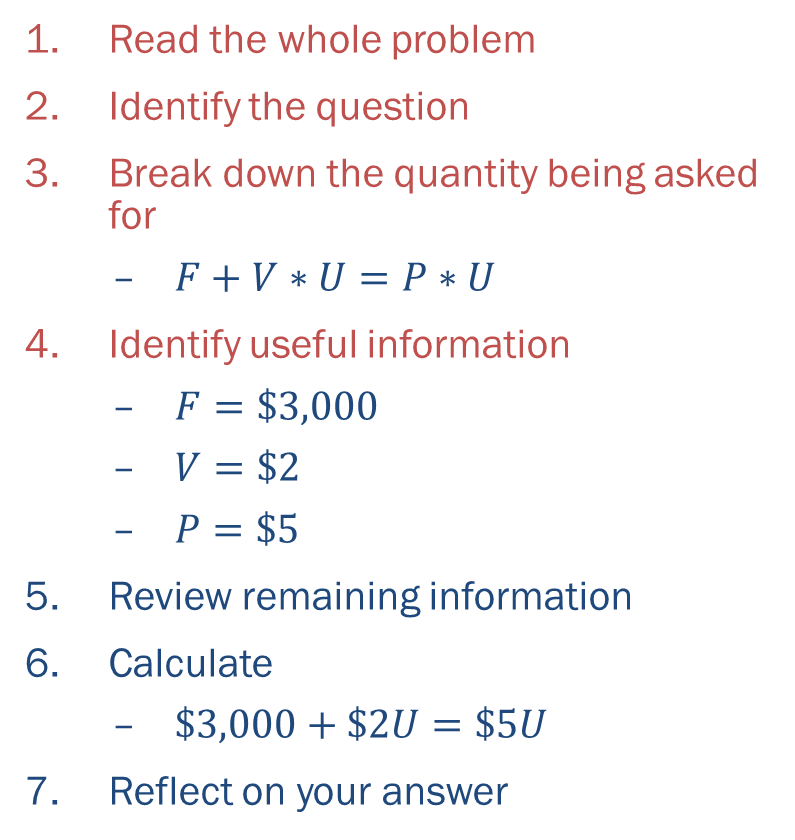 1. Read the whole problem
2. Identify the question
3. Break down the quantity being asked
for
– F + V ∗ U = P ∗ U
4. Identify useful information
– F = $3,000
– V = $2
– P = $5
5. Review remaining information
6. Calculate
– $3,000 + $2U = $5U
7. Reflect on your answer